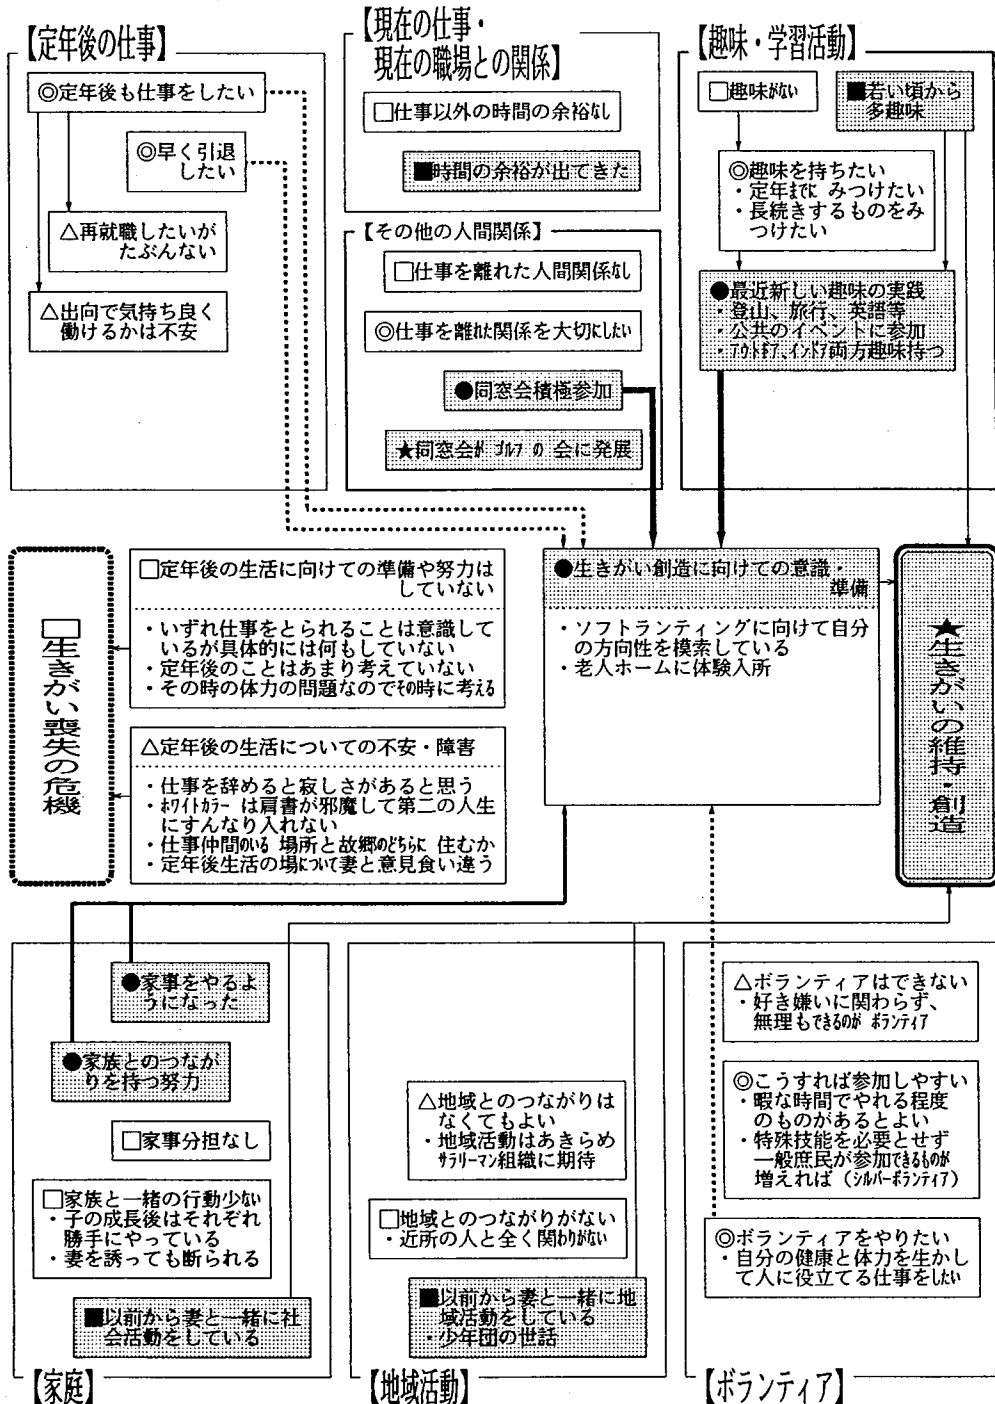 【定年後の仕事】
◎定年後も仕事をしたい
◎早く引退
したい
△再就職したいが
たぶんない
△出向で気持ち良く
働けるかは不安
【現在の仕事・
現在の職場との関係】
□仕事以外の時間の余裕なし
■時間の余裕が出てきた
【その他の人間関係】
□仕事を離れた人間関係なし
◎仕事を離れた関係を大切にしたい
●同窓会積極参加
★同窓会が ゴルフ の 会に発展
【趣味・学習活動】
□趣味がない
■若い頃から
多趣味
◎趣味を持ちたい
・定年までに みつけたい
・長続きするものをみ
つけたい
●最近新しい趣味の実践
・登山、旅行、英語等
・公共のイベントに参加
・アウトドア、インドア両方趣味持つ
□生きがい喪失の危機
□定年後の生活に向けての準備や努力は
していない
・いずれ仕事をとられることは意識して
いるが具体的には何もしていない
・定年後のことはあまり考えていない
・その時の体力の問題なのでその時に考える
△定年後の生活についての不安・障害
・仕事を辞めると寂しさがあると思う
・ホワイトカラー は肩書が邪魔して第二の人生
にすんなり入れない
・仕事仲間のいる 場所と故郷のどちらに 住むか
・定年後生活の場について妻と意見食い違う
●生きがい創造に向けての意識・
準備
・ソフトランティングに向けて自分
の方向性を模索している
・老人ホームに体験入所
★生きがいの維持・創造
●家事をやるよ
うになった
●家族とのつなが
りを持つ努力
□家事分担なし
□家族と一緒の行動少ない
・子の成長後はそれぞれ
勝手にやっている
・妻を誘っても断られる
■以前から妻と一緒に社
会活動をしている
【家庭】
△地域とのつながりは
なくてもよい
・地域活動はあきらめ
サラリーマン組織に期待
□地域とのつながりがない
・近所の人と全く関わりがない
■以前から妻と一緒に地
域活動をしている
・少年団の世話
【地域活動】
△ボランティアはできない
・好き嫌いに関わらず、
無理もできるのが ボランティア
◎こうすれば参加しやすい
・暇な時間でやれる程度
のものがあるとよい
・特殊技能を必要とせず
一般庶民が参加できるものが
増えれば（シルバーボランティア）
◎ボランティアをやりたい
・自分の健康と体力を生かし
て人に役立てる仕事をしたい
【ボランティア】